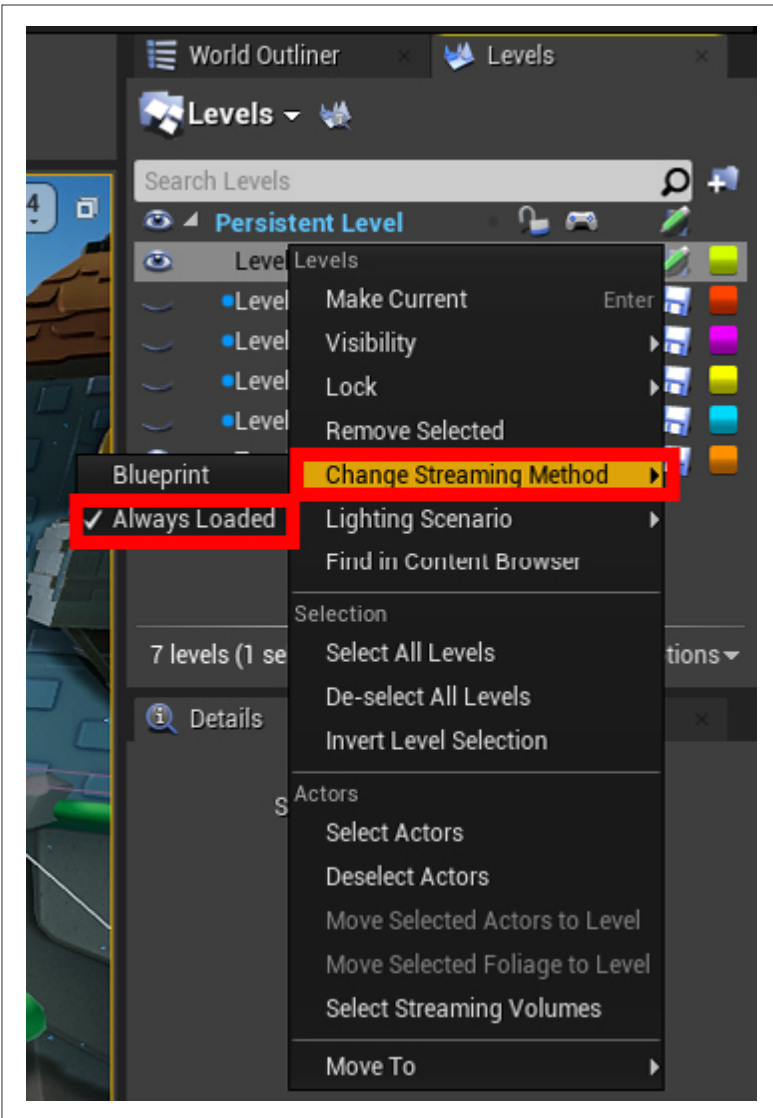 World Outliner
Levels
Levels
Search Levels
4
Persistent Level
Level
Levels
Make Current Enter
Level
Visibility
Level
Lock
Level
Remove Selected
Level
Blueprint
Change Streaming Method
Always Loaded
Lighting Scenario
Find in Content Browser
Selection
7 levels (1 se
Select All Levels
tions
De-select All Levels
Details
Invert Level Selection
Actors
S
Select Actors
Deselect Actors
Move Selected Actors to Level
Move Selected Foliage to Level
Select Streaming Volumes
Move To